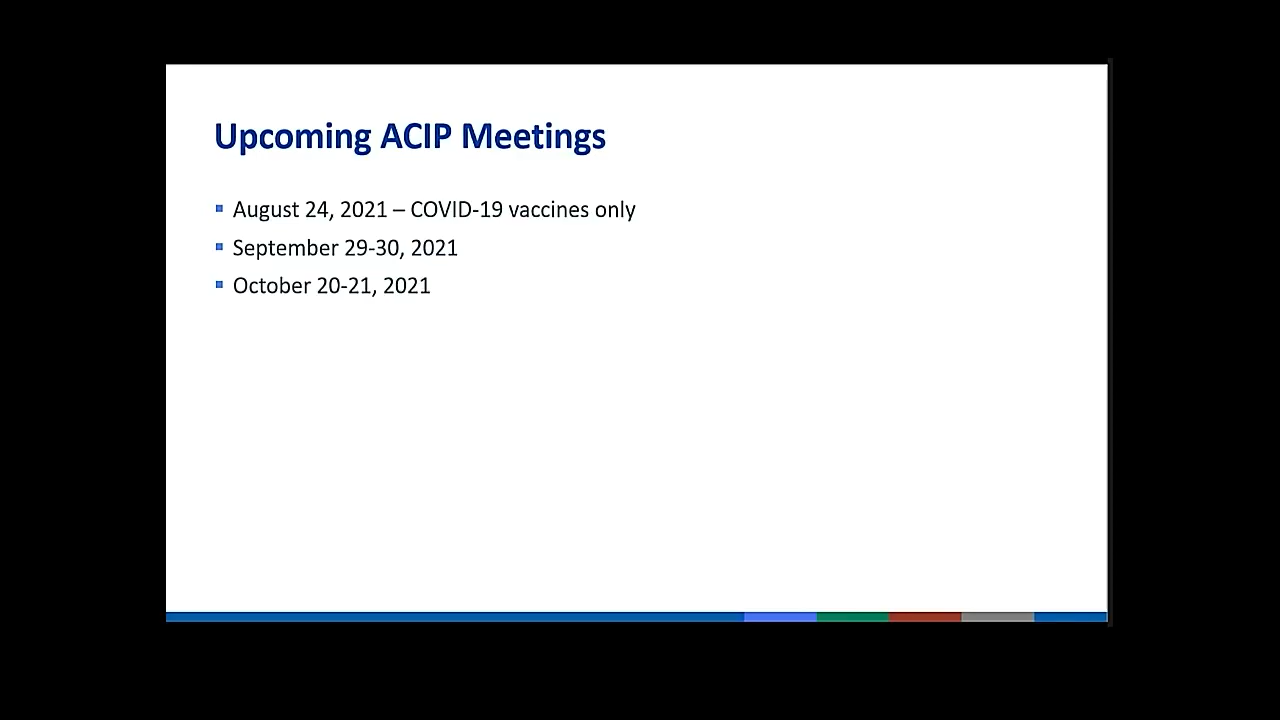 Upcoming ACIP Meetings
August 24, 2021 – COVID-19 vaccines only
September 29-30, 2021
October 20-21, 2021